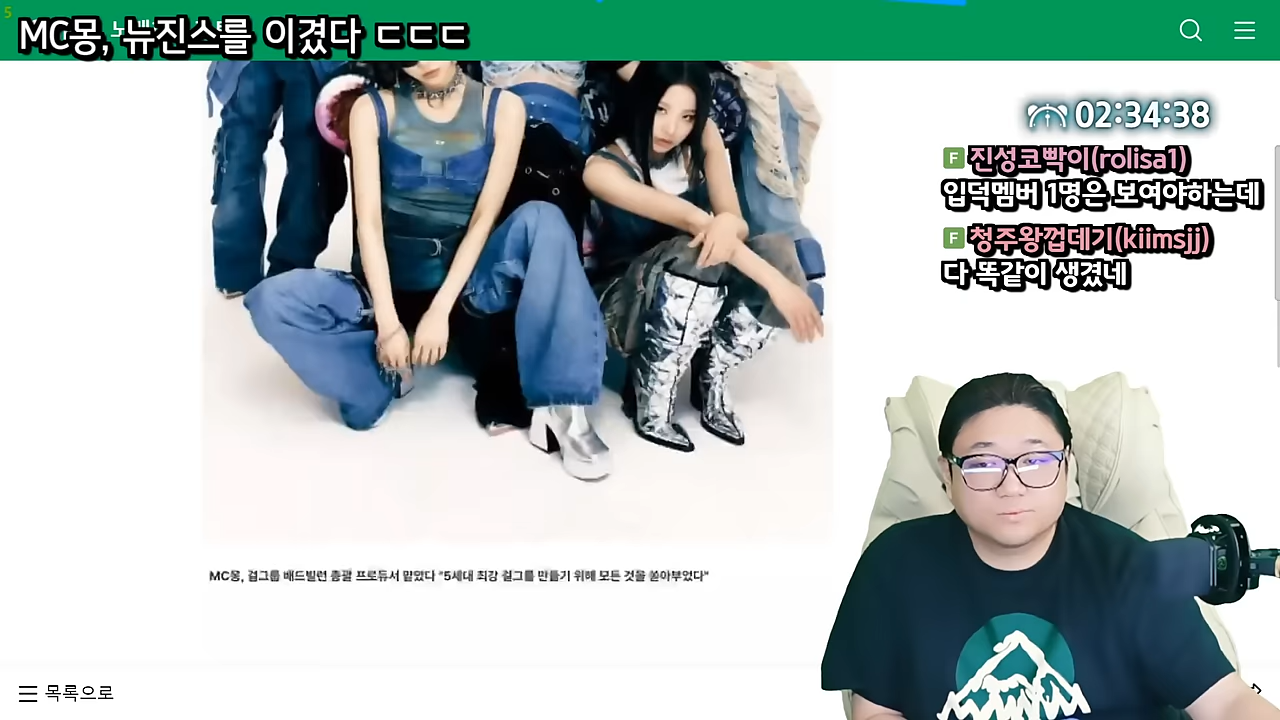 5
MC몽, 뉴진스를 이겼다 ㄷㄷㄷ
02:34:38
F 진성코빡이(rolisa1)
입덕멤버 1명은 보여야하는데
F 청주왕껍데기(kiimsjj)
다 똑같이 생겼네
MC몽, 걸그룹 배드빌런 총괄 프로듀서 맡았다 "5세대 최강 걸그룹 만들기 위해 모든 것을 쏟아부었다"
목록으로